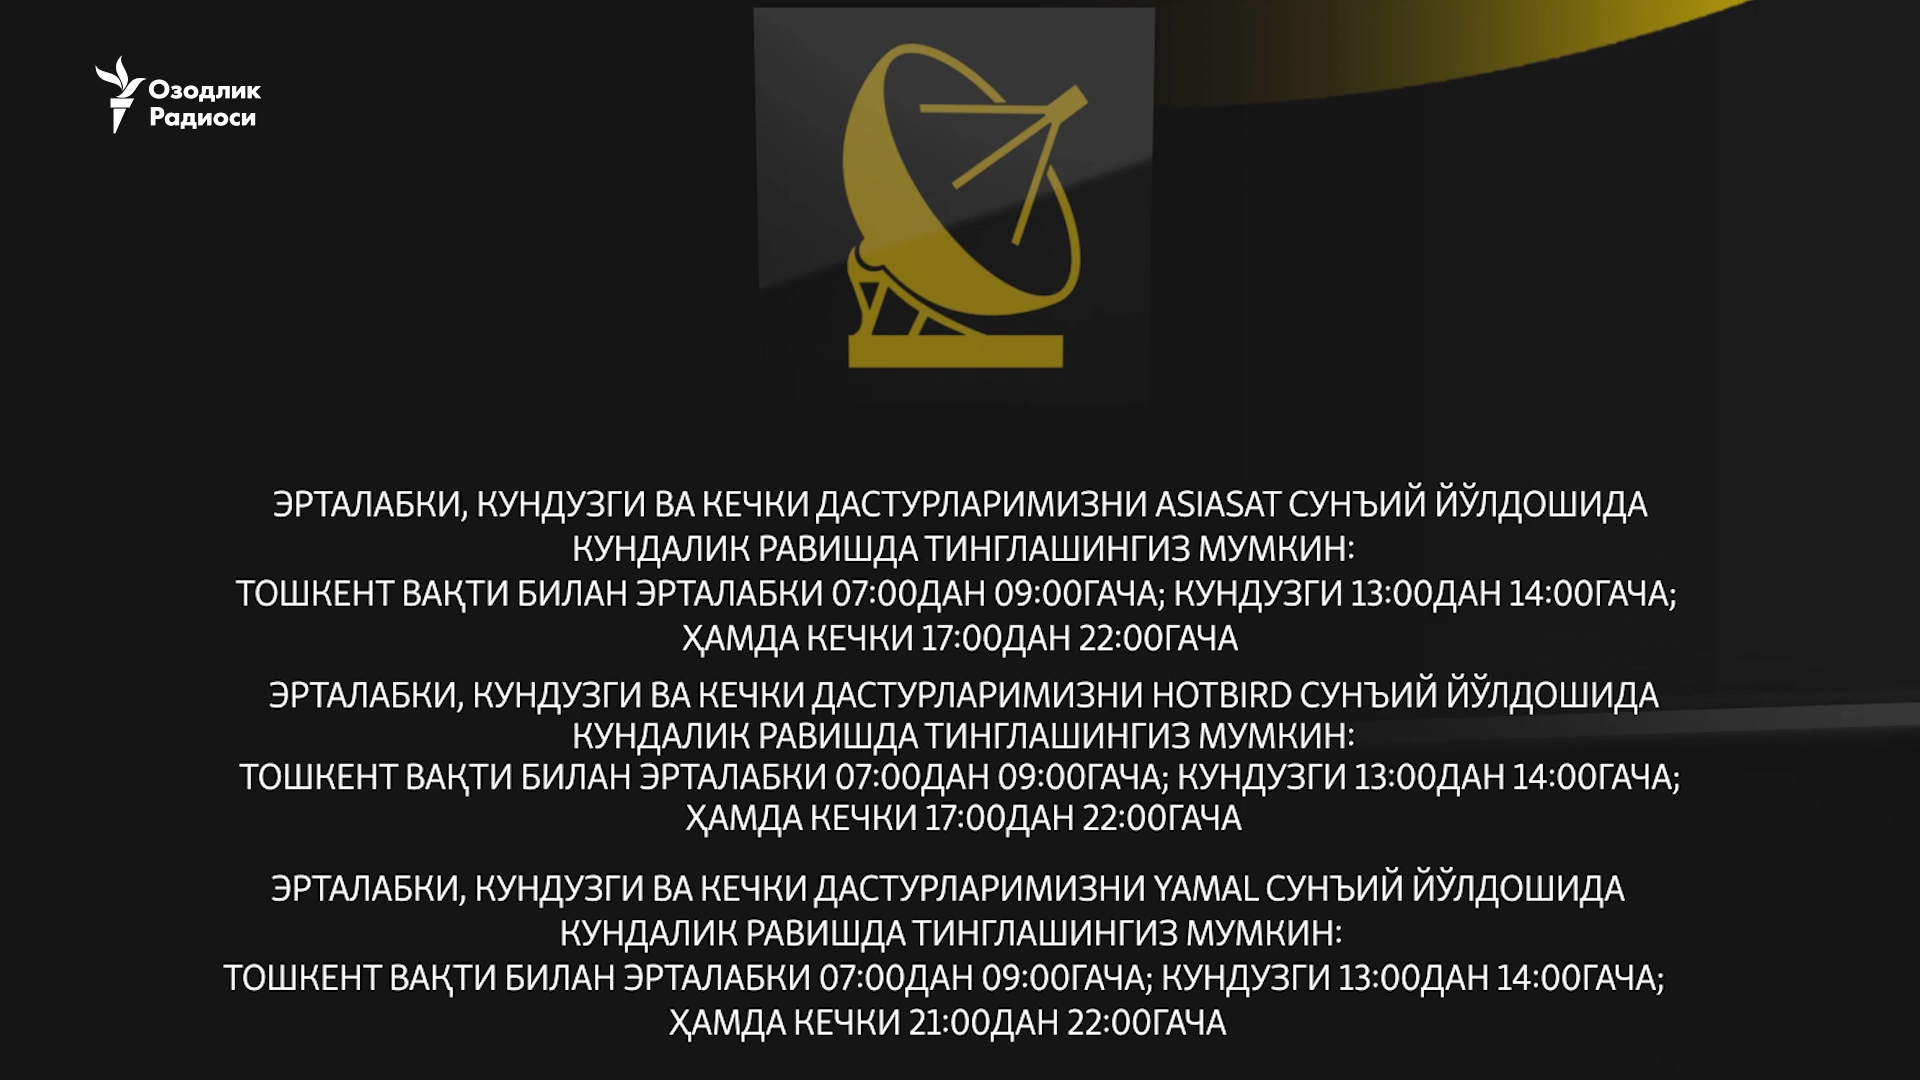 Озодлик
Радиоси
ЭРТАЛАБКИ, КУНДУЗГИ ВА КЕЧКИ ДАСТУРЛАРИМИЗНИ ASIASAT СУНЪИЙ ЙЎЛДОШИДА
КУНДАЛИК РАВИШДА ТИНГЛАШИНГИЗ МУМКИН:
ТОШКЕНТ ВАҚТИ БИЛАН ЭРТАЛАБКИ 07:00ДАН 09:00ГАЧА; КУНДУЗГИ 13:00ДАН 14:00ГАЧА;
ҲАМДА КЕЧКИ 17:00ДАН 22:00ГАЧА
ЭРТАЛАБКИ, КУНДУЗГИ ВА КЕЧКИ ДАСТУРЛАРИМИЗНИ HOTBIRD СУНЪИЙ ЙЎЛДОШИДА
КУНДАЛИК РАВИШДА ТИНГЛАШИНГИЗ МУМКИН:
ТОШКЕНТ ВАҚТИ БИЛАН ЭРТАЛАБКИ 07:00ДАН 09:00ГАЧА; КУНДУЗГИ 13:00ДАН 14:00ГАЧА;
ҲАМДА КЕЧКИ 17:00ДАН 22:00ГАЧА
ЭРТАЛАБКИ, КУНДУЗГИ ВА КЕЧКИ ДАСТУРЛАРИМИЗНИ YAMAL СУНЪИЙ ЙЎЛДОШИДА
КУНДАЛИК РАВИШДА ТИНГЛАШИНГИЗ МУМКИН:
ТОШКЕНТ ВАҚТИ БИЛАН ЭРТАЛАБКИ 07:00ДАН 09:00ГАЧА; КУНДУЗГИ 13:00ДАН 14:00ГАЧА;
ҲАМДА КЕЧКИ 21:00ДАН 22:00ГАЧА